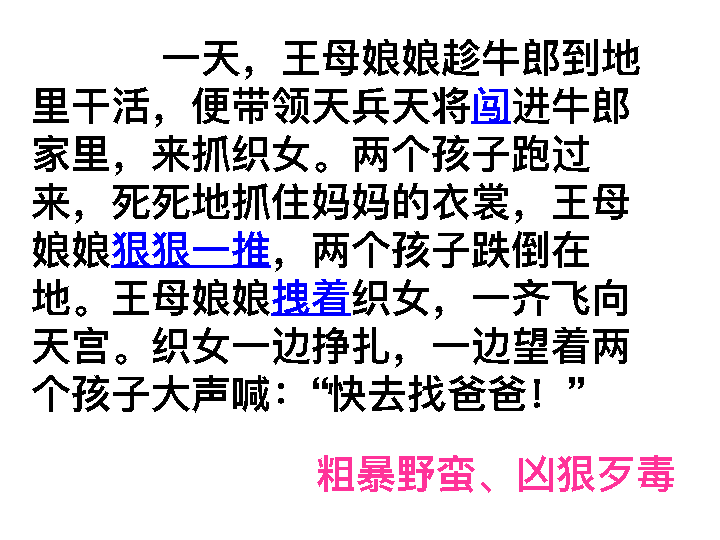 一天，王母娘娘趁牛郎到地
里干活，便带领天兵天将闯进牛郎
家里，来抓织女。两个孩子跑过
来，死死地抓住妈妈的衣裳，王母
娘娘狠狠一推，两个孩子跌倒在
地。王母娘娘拽着织女，一齐飞向
天宫。织女一边挣扎，一边望着两
个孩子大声喊：“快去找爸爸！”
粗暴野蛮、凶狠歹毒